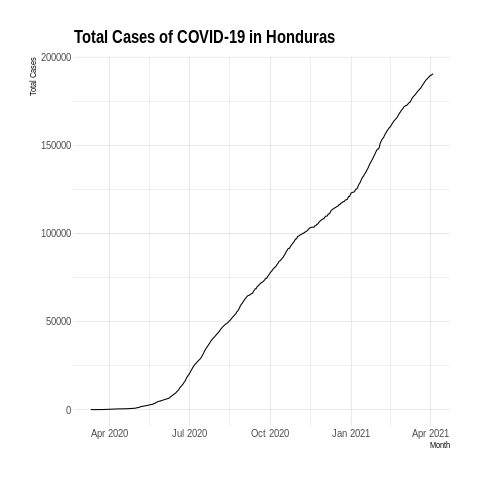 Total Cases of COVID-19 in Honduras
Total Cases
200000
150000
100000
50000
0
Apr 2020 Jul 2020 Oct 2020 Jan 2021 Apr 2021
Month